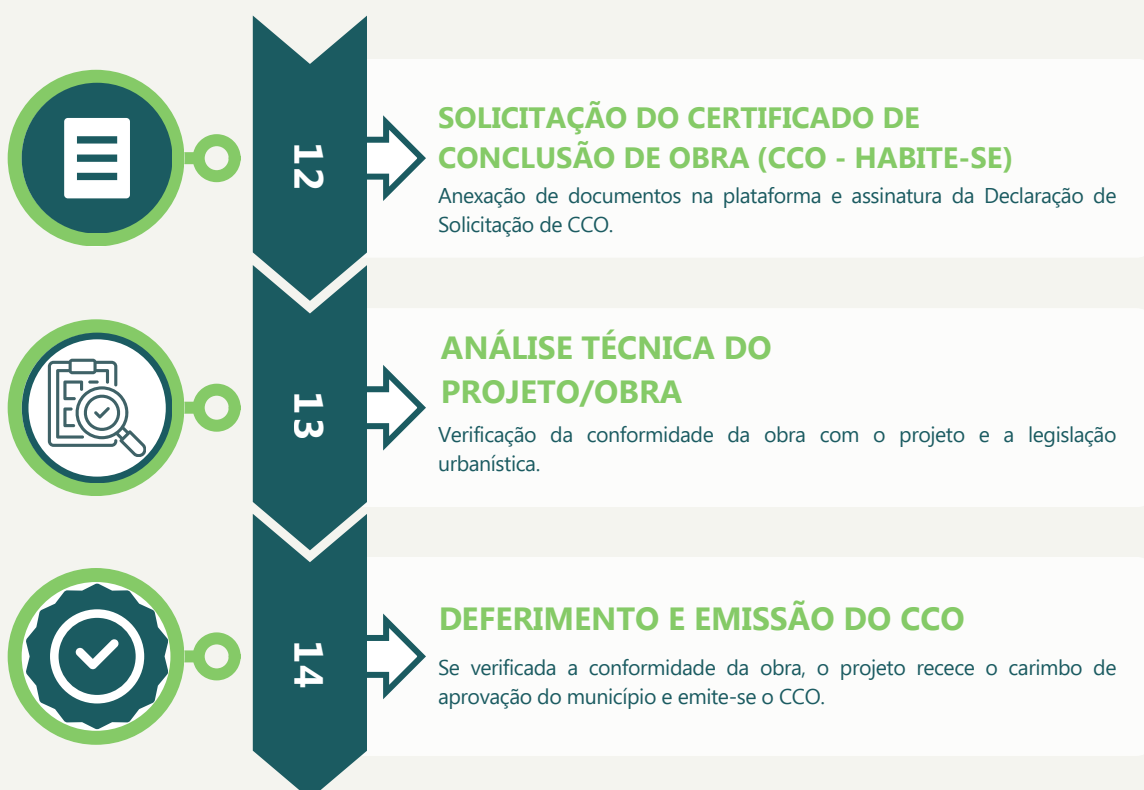 12
SOLICITAÇÃO DO CERTIFICADO DE
CONCLUSÃO DE OBRA (CCO - HABITE-SE)
Anexação de documentos na plataforma e assinatura da Declaração de
Solicitação de CCO.
13
ANÁLISE TÉCNICA DO
PROJETO/OBRA
Verificação da conformidade da obra com o projeto e a legislação
urbanística.
14
DEFERIMENTO E EMISSÃO DO CCO
Se verificada a conformidade da obra, o projeto recece o carimbo de
aprovação do município e emite-se o CCO.